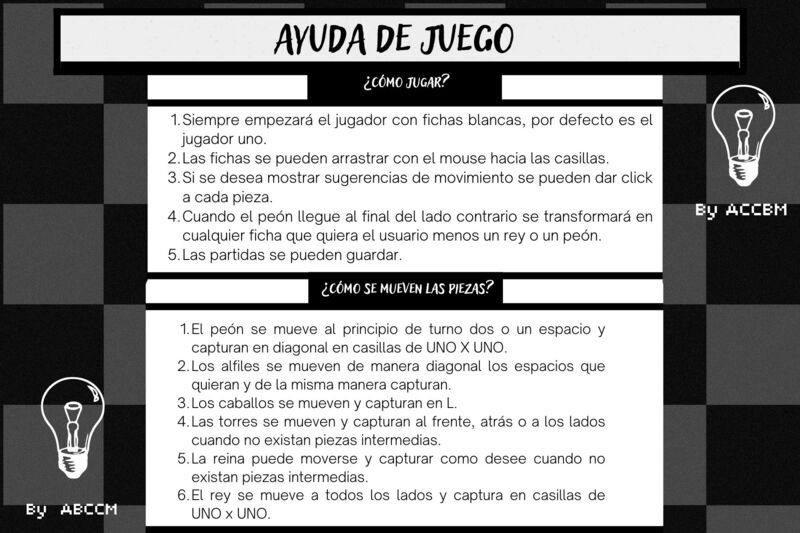 AYUDA DE JUEGO
¿CÓMO JUGAR?
1. Siempre empezará el jugador con fichas blancas, por defecto es el
jugador uno.
2. Las fichas se pueden arrastrar con el mouse hacia las casillas.
3. Si se desea mostrar sugerencias de movimiento se pueden dar click
a cada pieza.
4. Cuando el peón llegue al final del lado contrario se transformará en
cualquier ficha que quiera el usuario menos un rey o un peón.
5. Las partidas se pueden guardar.
By ACCBM
¿CÓMO SE MUEVEN LAS PIEZAS?
1. El peón se mueve al principio de turno dos o un espacio y
capturan en diagonal en casillas de UNO X UNO.
2. Los alfiles se mueven de manera diagonal los espacios que
quieran y de la misma manera capturan.
3. Los caballos se mueven y capturan en L.
4. Las torres se mueven y capturan al frente, atrás o a los lados
cuando no existan piezas intermedias.
5. La reina puede moverse y capturar como desee cuando no
existan piezas intermedias.
6. El rey se mueve a todos los lados y captura en casillas de
UNO x UNO.
By ABCCM